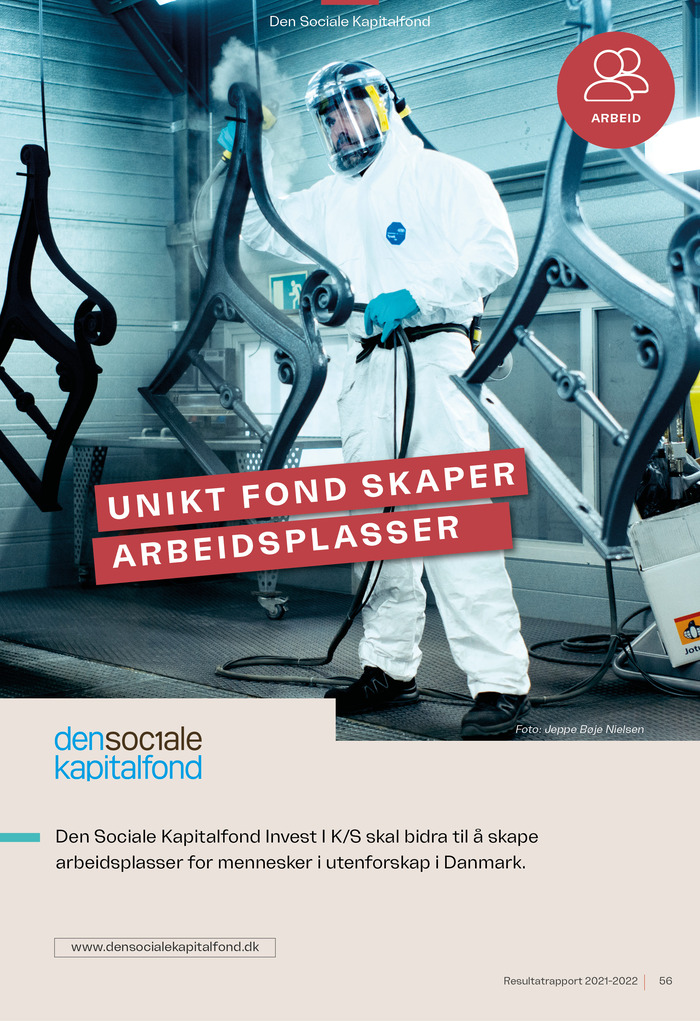 Den Sociale Kapitalfond
ARBEID
UNIKT FOND SKAPER
ARBEIDSPLASSER
Foto: Jeppe Bøje Nielsen
densociale
kapitalfond
Den Sociale Kapitalfond Invest I K/S skal bidra til å skape
arbeidsplasser for mennesker i utenforskap i Danmark.
www.densocialekapitalfond.dk
Resultatrapport 2021-2022 56